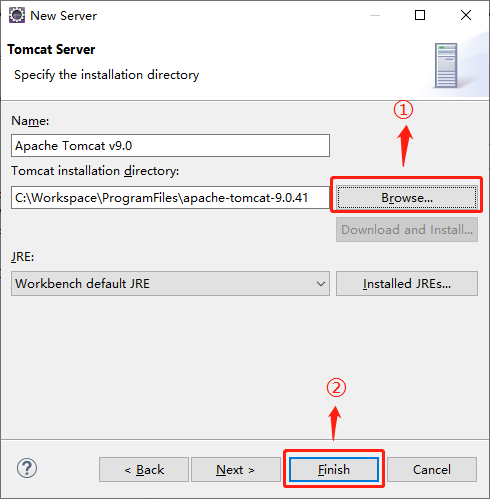 New Server
Tomcat Server
Specify the installation directory
①
Name:
Apache Tomcat v9.0
Tomcat installation directory:
C:\Workspace\ProgramFiles\apache-tomcat-9.0.41
Browse...
Download and Install...
JRE:
Workbench default JRE
Installed JREs...
②
?
< Back
Next >
Finish
Cancel